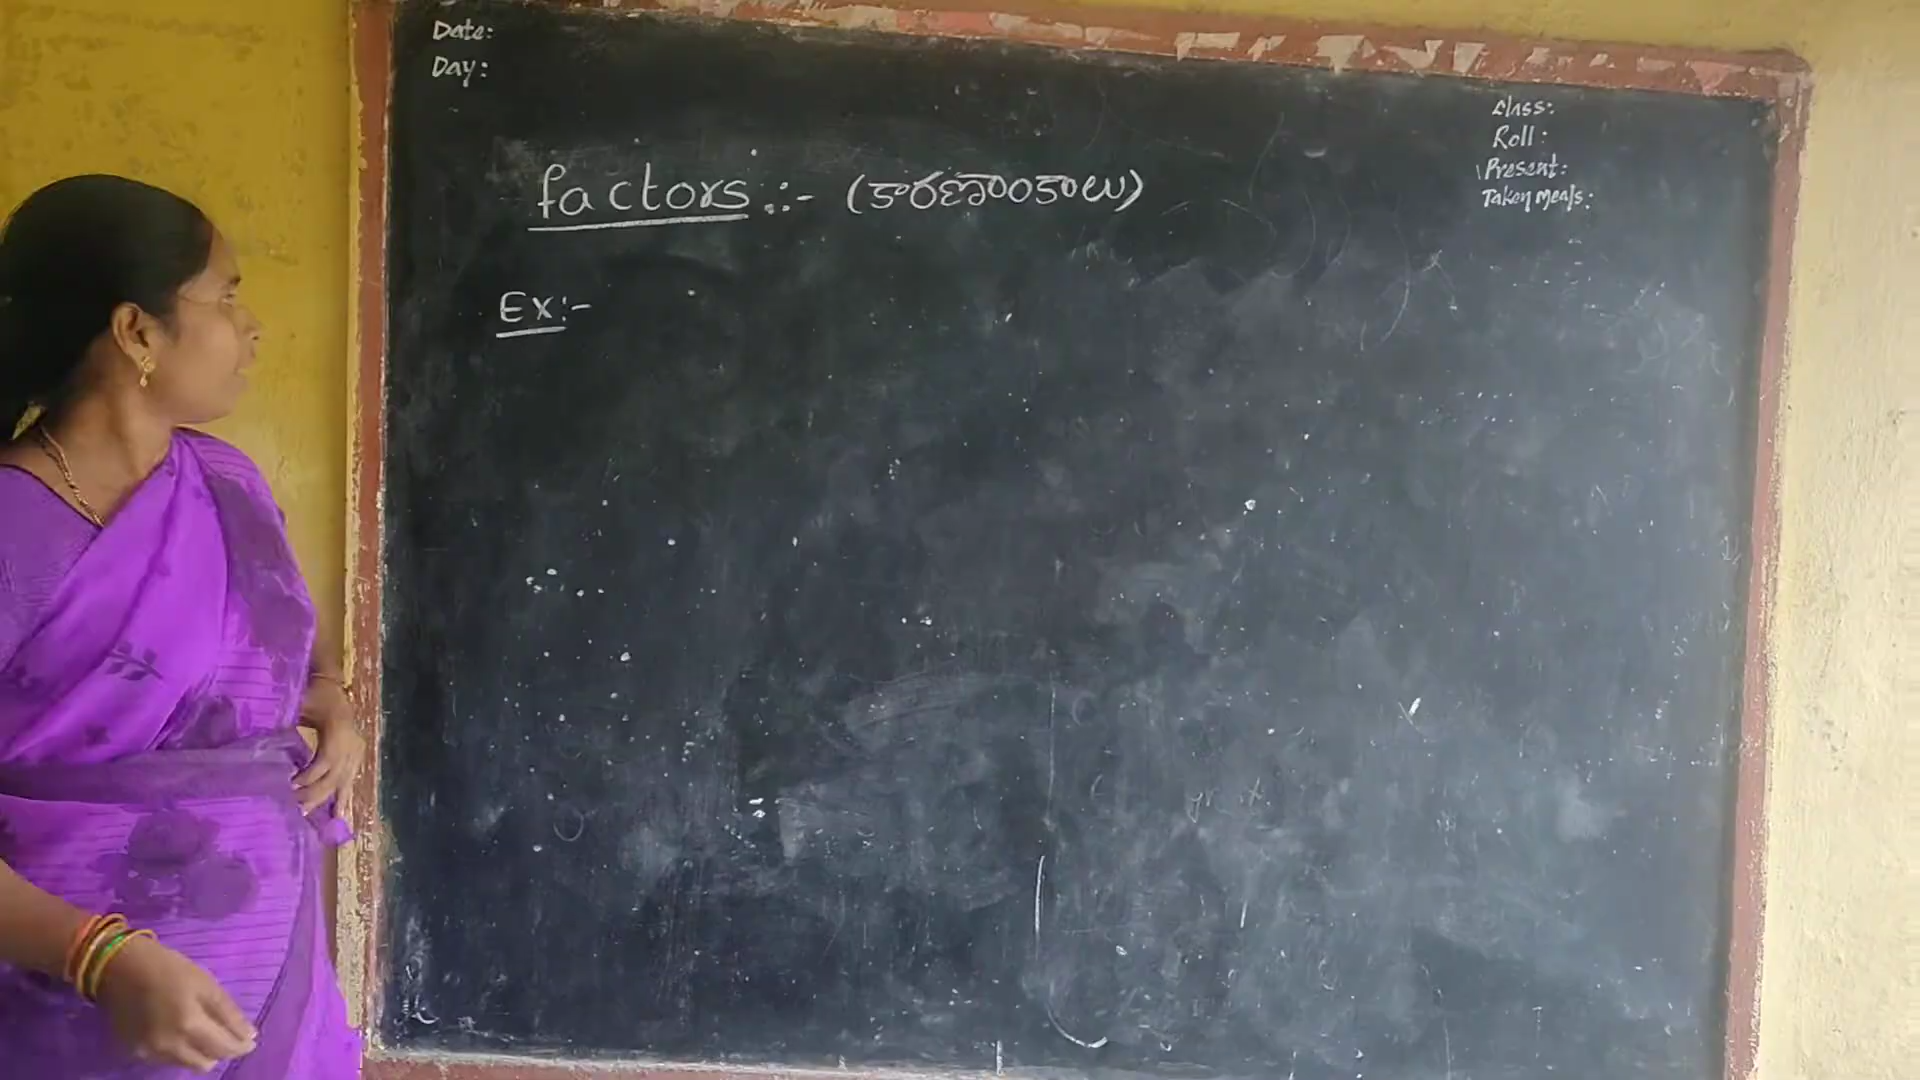 Date:
Day:
Class:
Roll:
Present:
Taken meals:
factors :- (కారణాంకాలు)
Ex:-